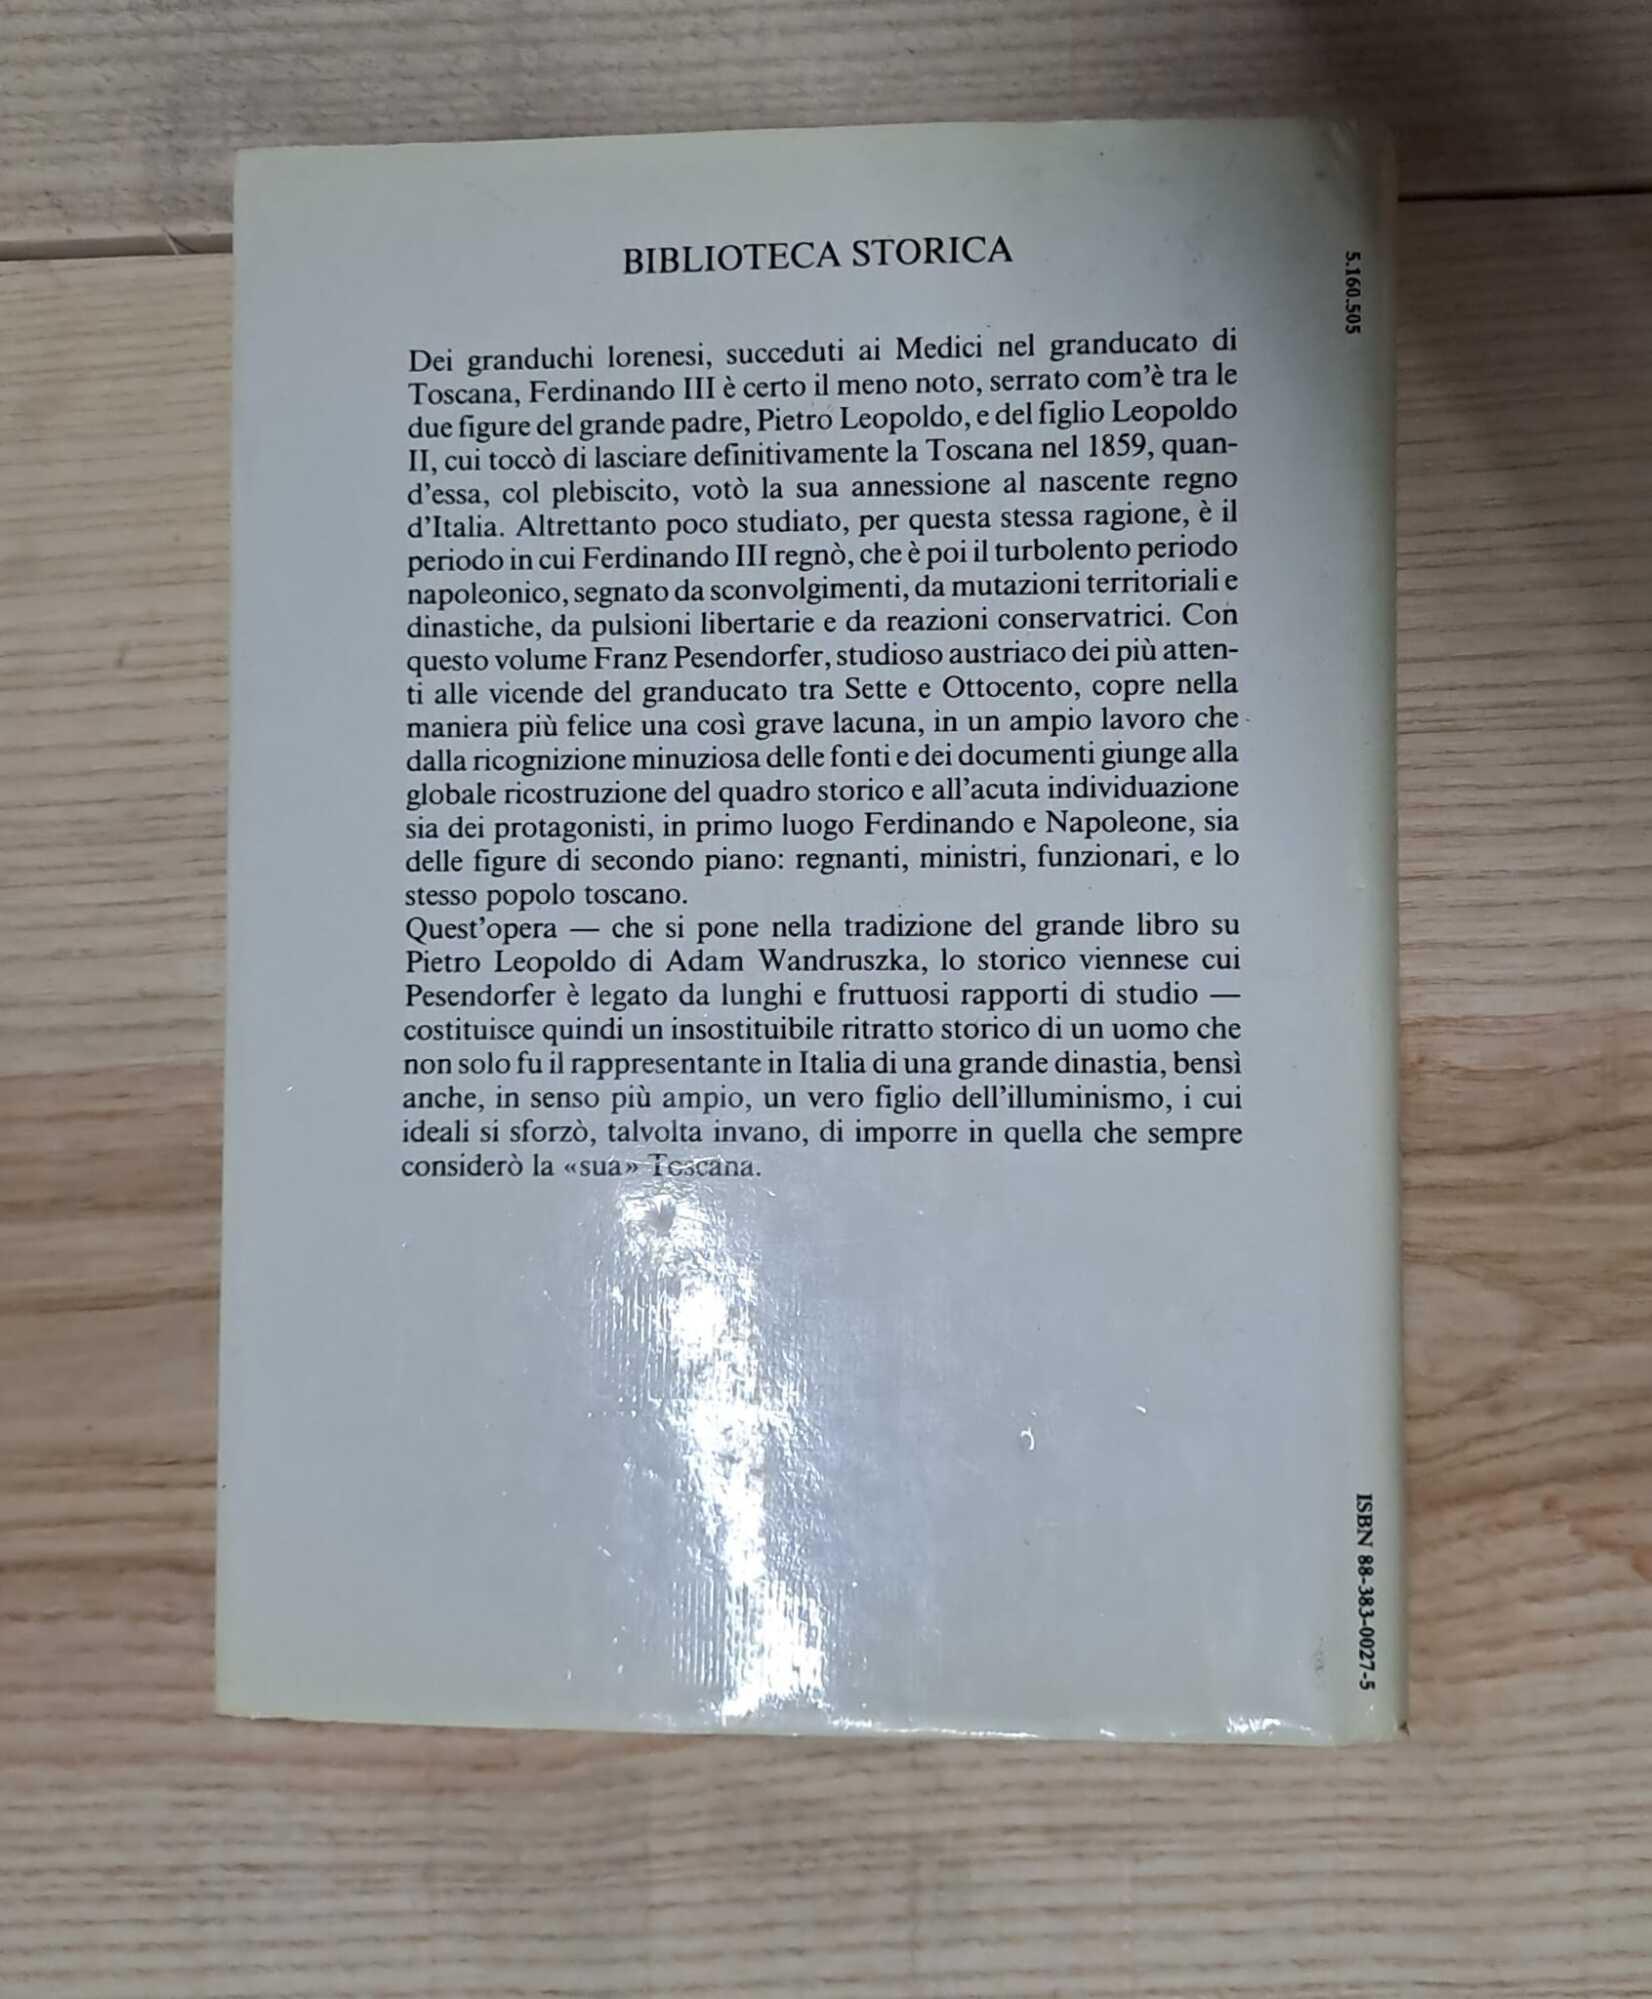 BIBLIOTECA STORICA
Dei granduchi lorenesi, succeduti ai Medici nel granducato di
Toscana, Ferdinando III è certo il meno noto, serrato com'è tra le
due figure del grande padre, Pietro Leopoldo, e del figlio Leopoldo
II, cui toccò di lasciare definitivamente la Toscana nel 1859, quan-
d'essa, col plebiscito, votò la sua annessione al nascente regno
d'Italia. Altrettanto poco studiato, per questa stessa ragione, è il
periodo in cui Ferdinando III regnò, che è poi il turbolento periodo
napoleonico, segnato da sconvolgimenti, da mutazioni territoriali e
dinastiche, da pulsioni libertarie e da reazioni conservatrici. Con
questo volume Franz Pesendorfer, studioso austriaco dei più atten-
ti alle vicende del granducato tra Sette e Ottocento, copre nella
maniera più felice una così grave lacuna, in un ampio lavoro che
dalla ricognizione minuziosa delle fonti e dei documenti giunge alla
globale ricostruzione del quadro storico e all'acuta individuazione
sia dei protagonisti, in primo luogo Ferdinando e Napoleone, sia
delle figure di secondo piano: regnanti, ministri, funzionari, e lo
stesso popolo toscano.
Quest'opera — che si pone nella tradizione del grande libro su
Pietro Leopoldo di Adam Wandruszka, lo storico viennese cui
Pesendorfer è legato da lunghi e fruttuosi rapporti di studio —
costituisce quindi un insostituibile ritratto storico di un uomo che
non solo fu il rappresentante in Italia di una grande dinastia, bensì
anche, in senso più ampio, un vero figlio dell'illuminismo, i cui
ideali si sforzò, talvolta invano, di imporre in quella che sempre
considerò la «sua» Toscana.
5.160.505
ISBN 88-383-0027-5